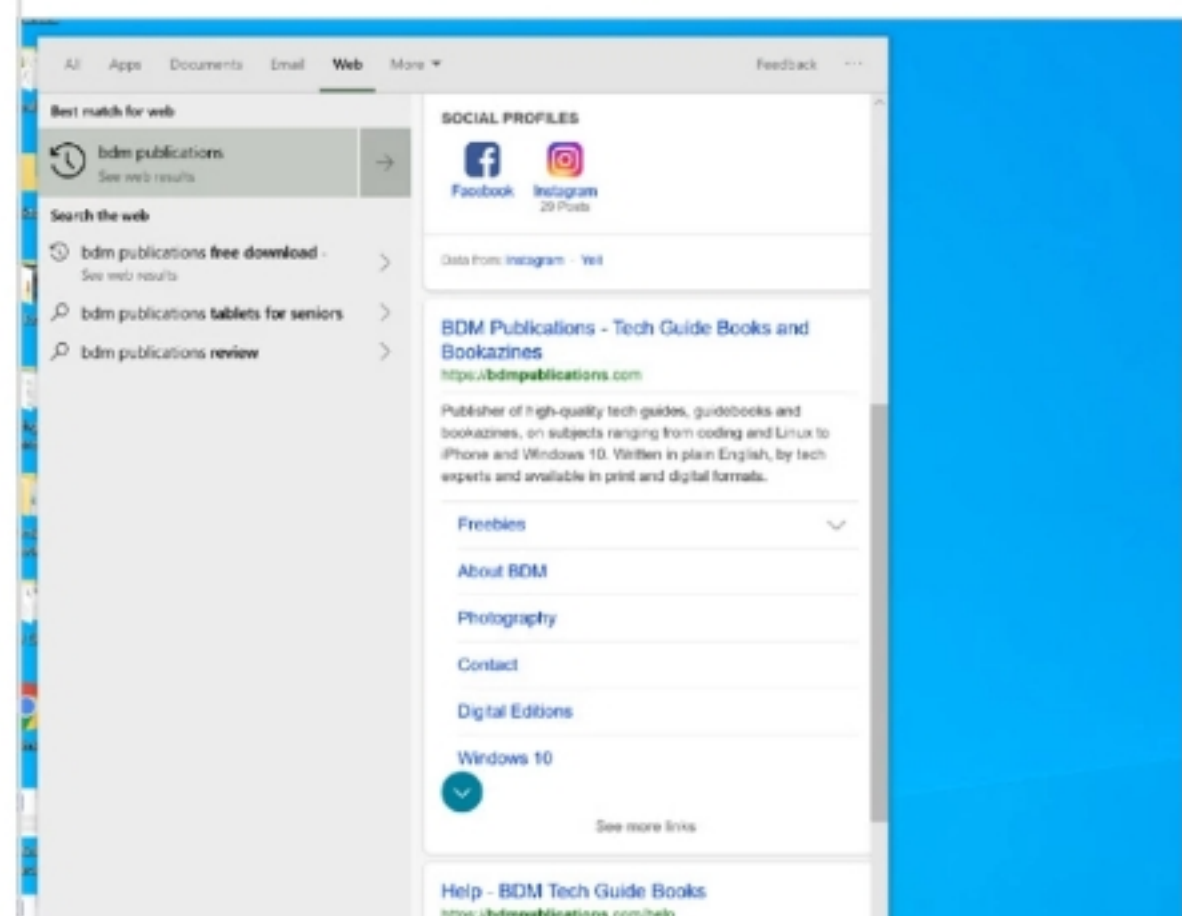 All Apps Documents Email Web More Feedback ...
Best match for web
bdm publications
See web results
Search the web
bdm publications free download -
See web results
bdm publications tablets for seniors
bdm publications review
SOCIAL PROFILES
Facebook Instagram
29 Posts
Data from: Instagram - Yell
BDM Publications - Tech Guide Books and
Bookazines
https://bdmpublications.com
Publisher of high-quality tech guides, guidebooks and
bookazines, on subjects ranging from coding and Linux to
iPhone and Windows 10. Written in plain English, by tech
experts and available in print and digital formats.
Freebies
About BDM
Photography
Contact
Digital Editions
Windows 10
See more links
Help - BDM Tech Guide Books
https://bdmpublications.com/help